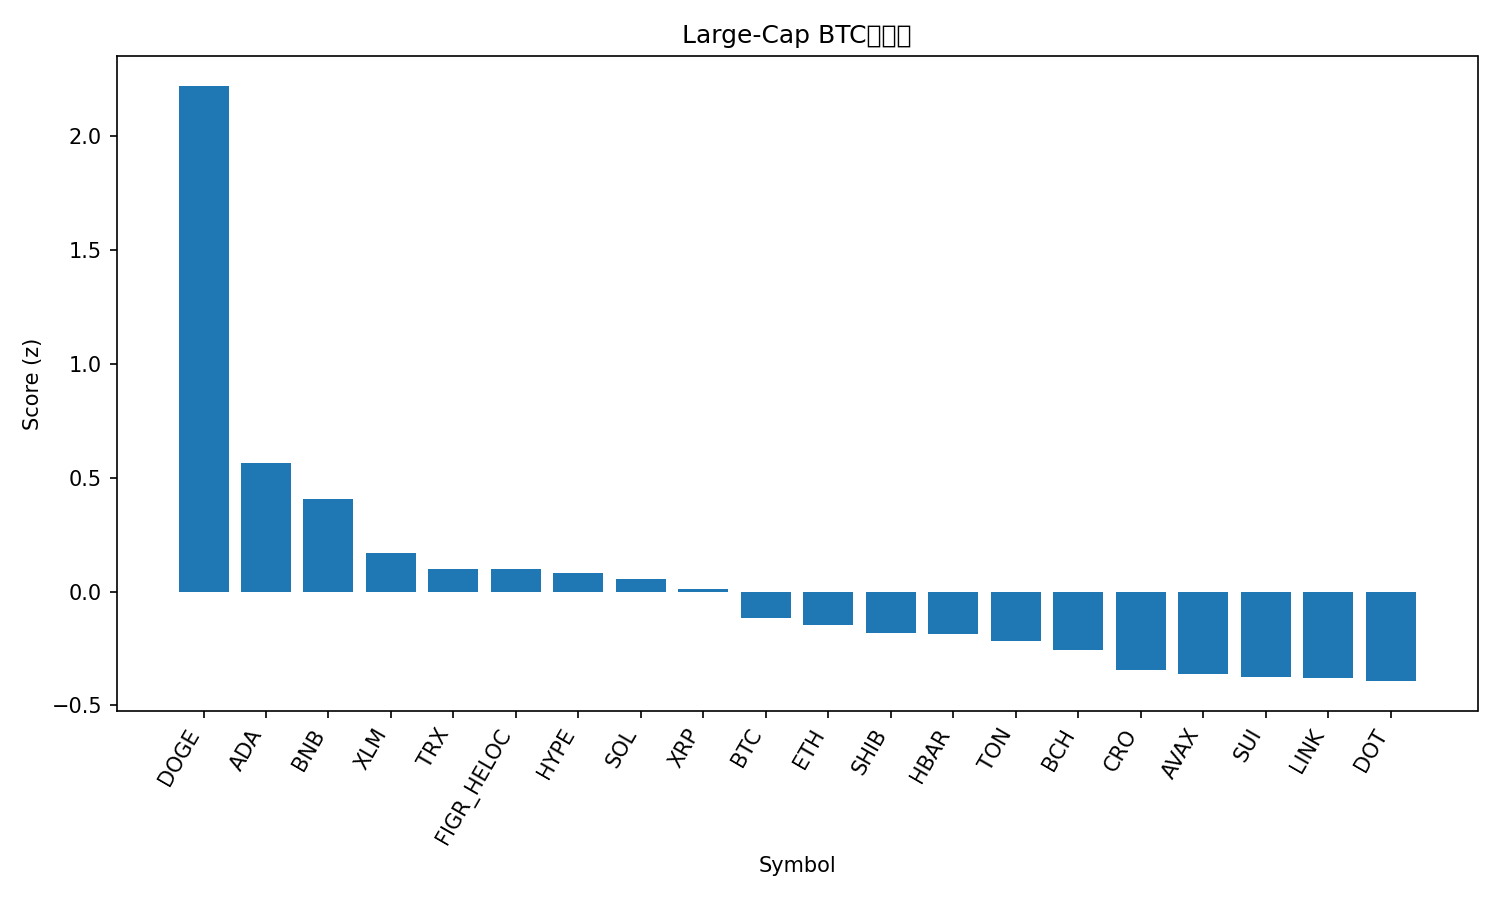 Large-Cap BTC
Score (z)
2.0
1.5
1.0
0.5
0.0
−0.5
DOGE
ADA
BNB
XLM
TRX
FIGR_HELOC
HYPE
SOL
XRP
BTC
ETH
SHIB
HBAR
TON
BCH
CRO
AVAX
SUI
LINK
DOT
Symbol